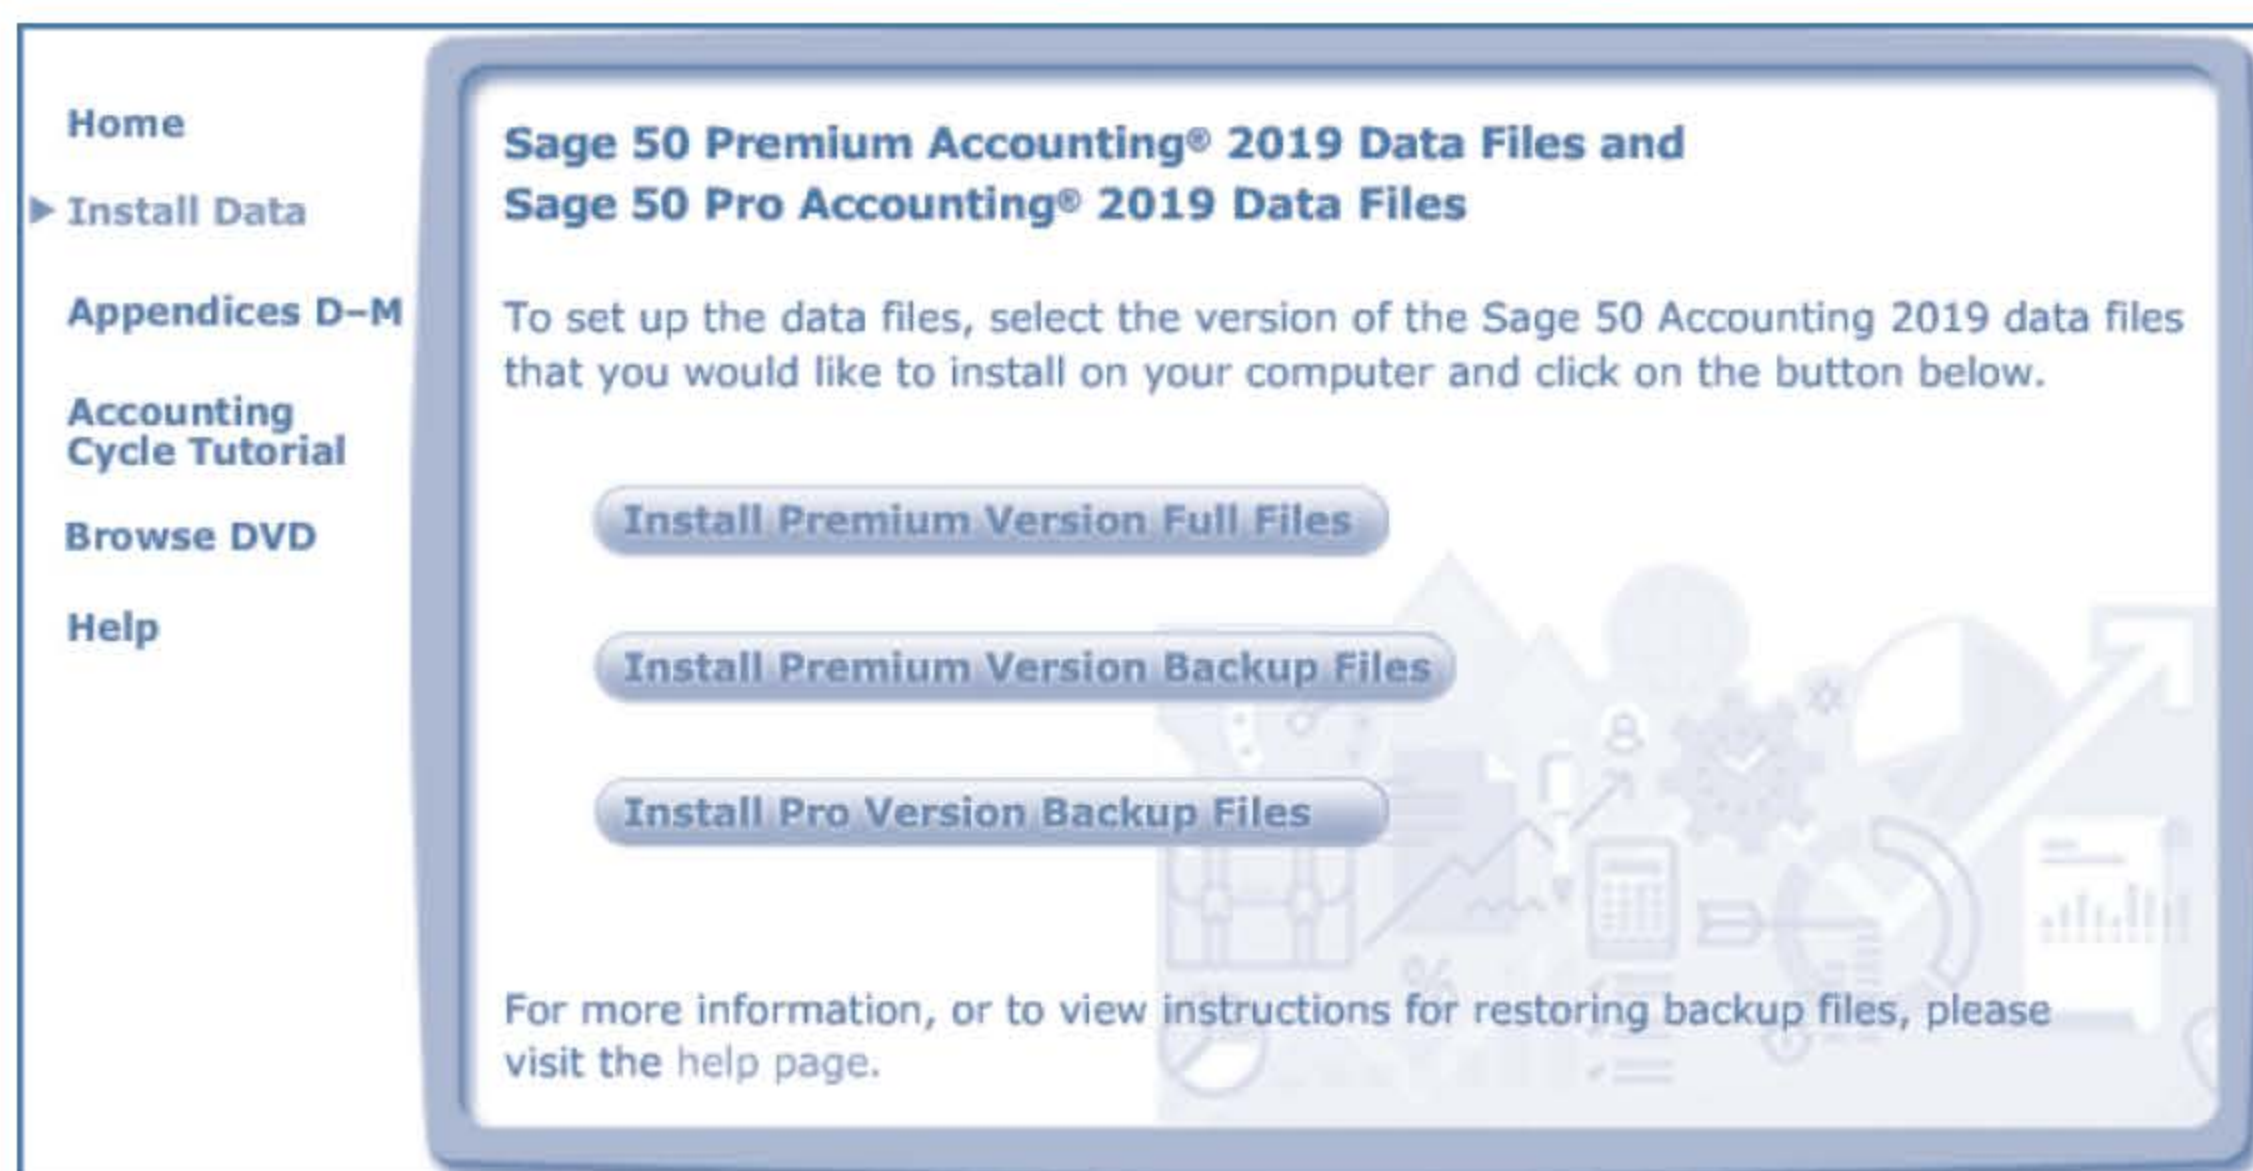 Home
Install Data
Appendices D–M
Accounting
Cycle Tutorial
Browse DVD
Help
Sage 50 Premium Accounting® 2019 Data Files and
Sage 50 Pro Accounting® 2019 Data Files
To set up the data files, select the version of the Sage 50 Accounting 2019 data files
that you would like to install on your computer and click on the button below.
Install Premium Version Full Files
Install Premium Version Backup Files
Install Pro Version Backup Files
%
For more information, or to view instructions for restoring backup files, please
visit the help page.